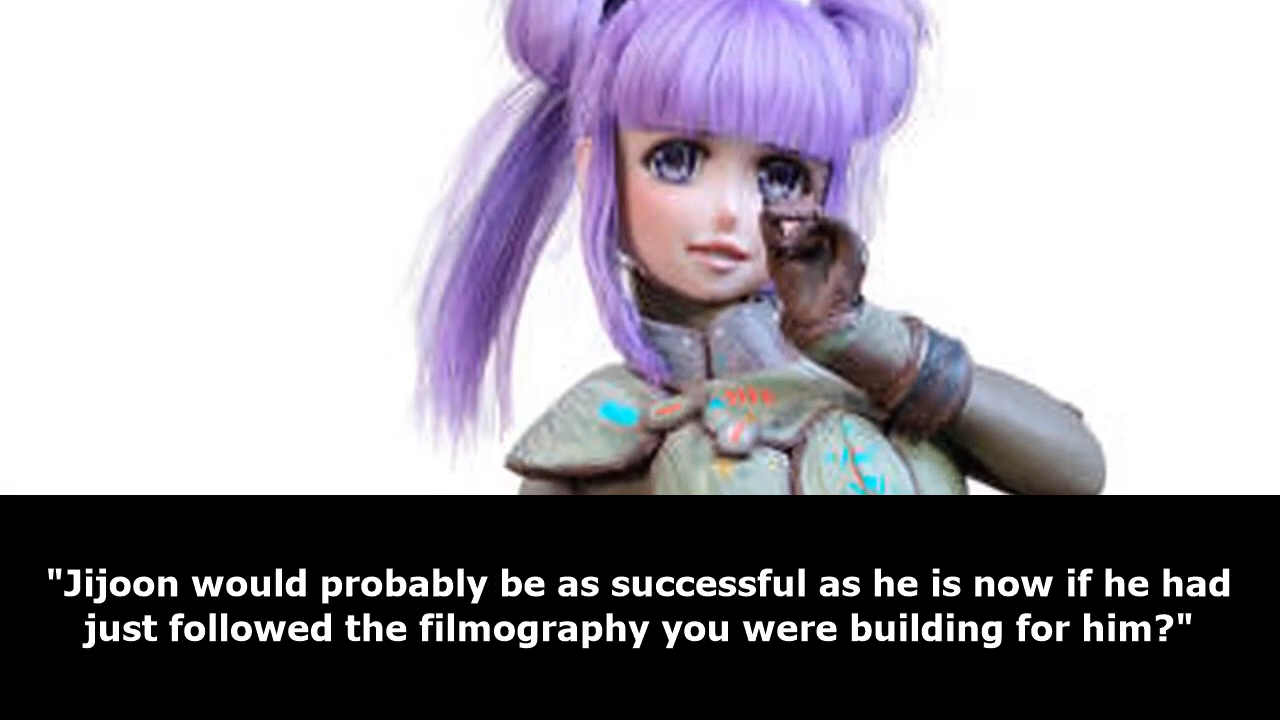 "Jijoon would probably be as successful as he is now if he had
just followed the filmography you were building for him?"